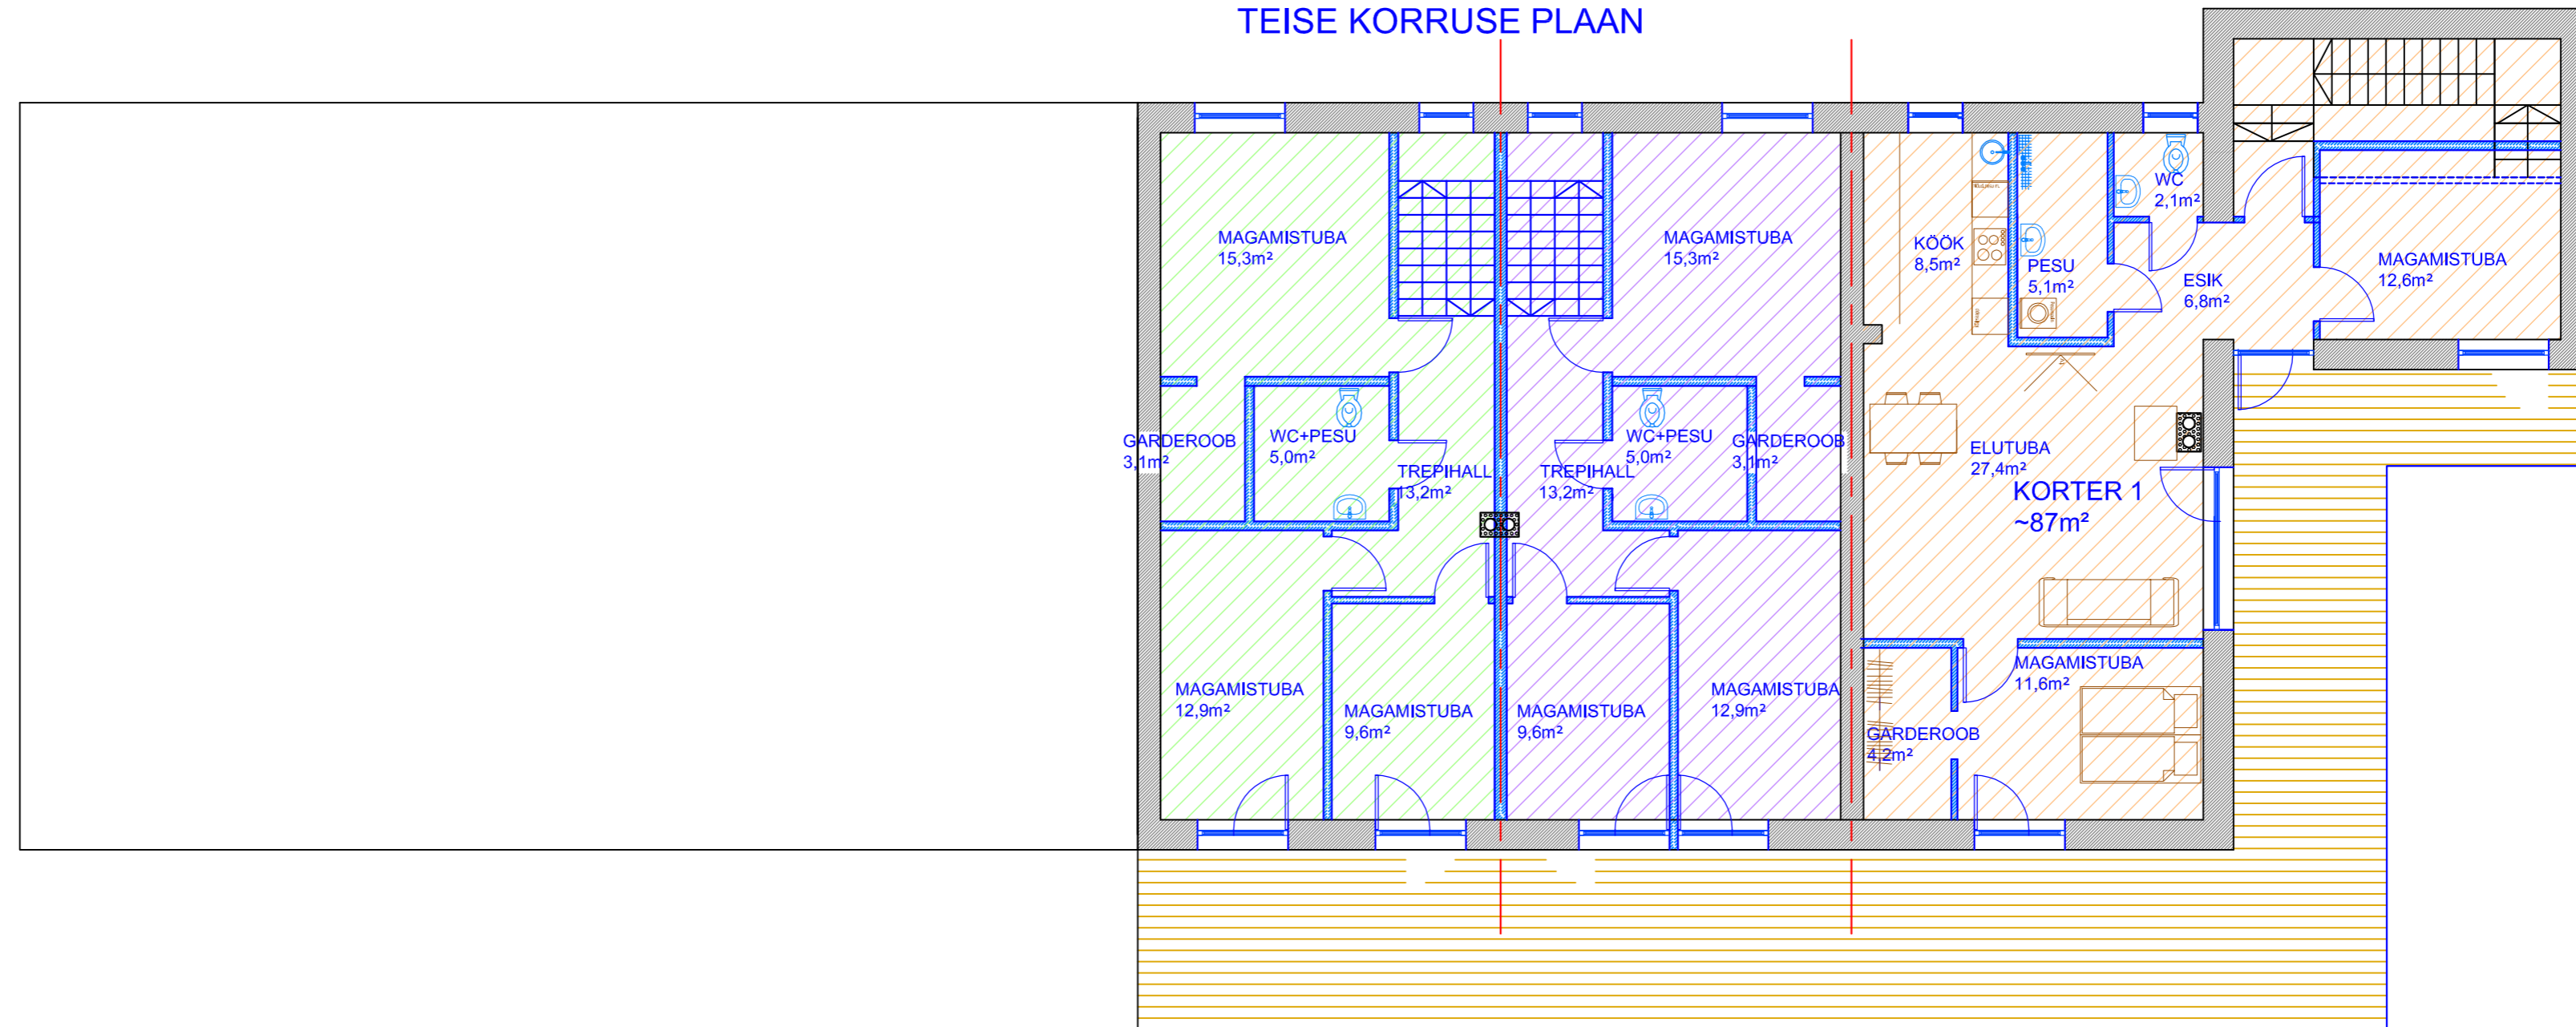 TEISE KORRUSE PLAAN
MAGAMISTUBA
15,3m²
MAGAMISTUBA
15,3m²
KÖÖK
8,5m²
PESU
5,1m²
WC
2,1m²
ESIK
6,8m²
MAGAMISTUBA
12,6m²
GARDEROOB
3,1m²
WC+PESU
5,0m²
TREPIHALL
13,2m²
TREPIHALL
13,2m²
WC+PESU
5,0m²
GARDEROOB
3,1m²
ELUTUBA
27,4m²
KORTER 1
~87m²
MAGAMISTUBA
12,9m²
MAGAMISTUBA
9,6m²
MAGAMISTUBA
9,6m²
MAGAMISTUBA
12,9m²
MAGAMISTUBA
11,6m²
GARDEROOB
4,2m²